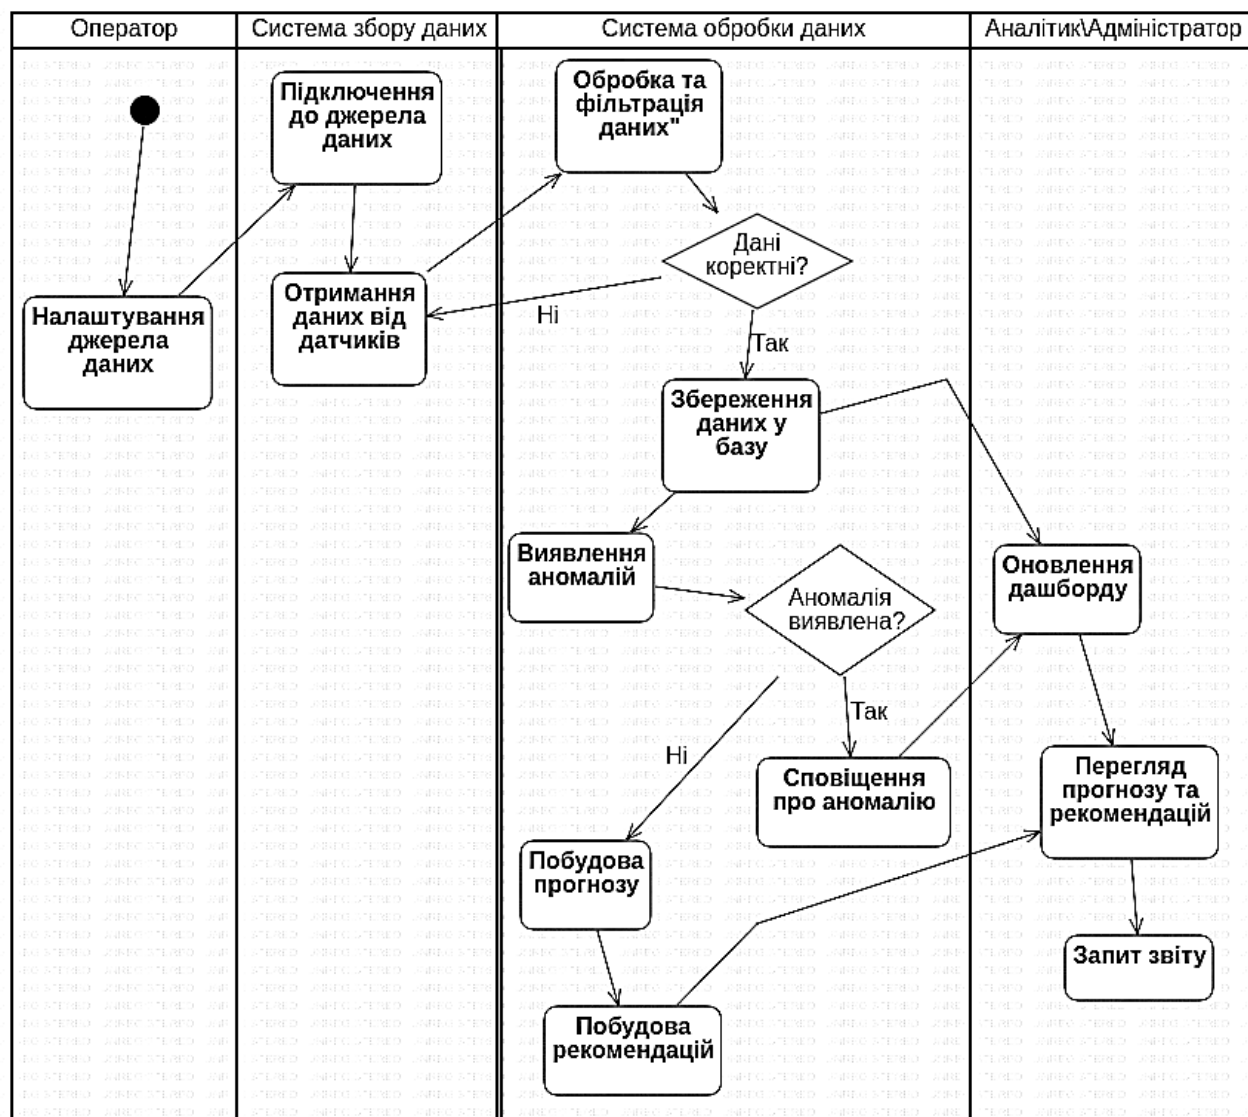 Оператор
Система збору даних
Система обробки даних
Аналітик\Адміністратор
Підключення
до джерела
даних
Обробка та
фільтрація
даних"
Дані
коректні?
Налаштування
джерела
даних
Отримання
даних від
датчиків
Ні
Так
Збереження
даних у
базу
Виявлення
аномалій
Аномалія
виявлена?
Оновлення
дашборду
Так
Ні
Сповіщення
про аномалію
Перегляд
прогнозу та
рекомендацій
Побудова
прогнозу
Запит звіту
Побудова
рекомендацій